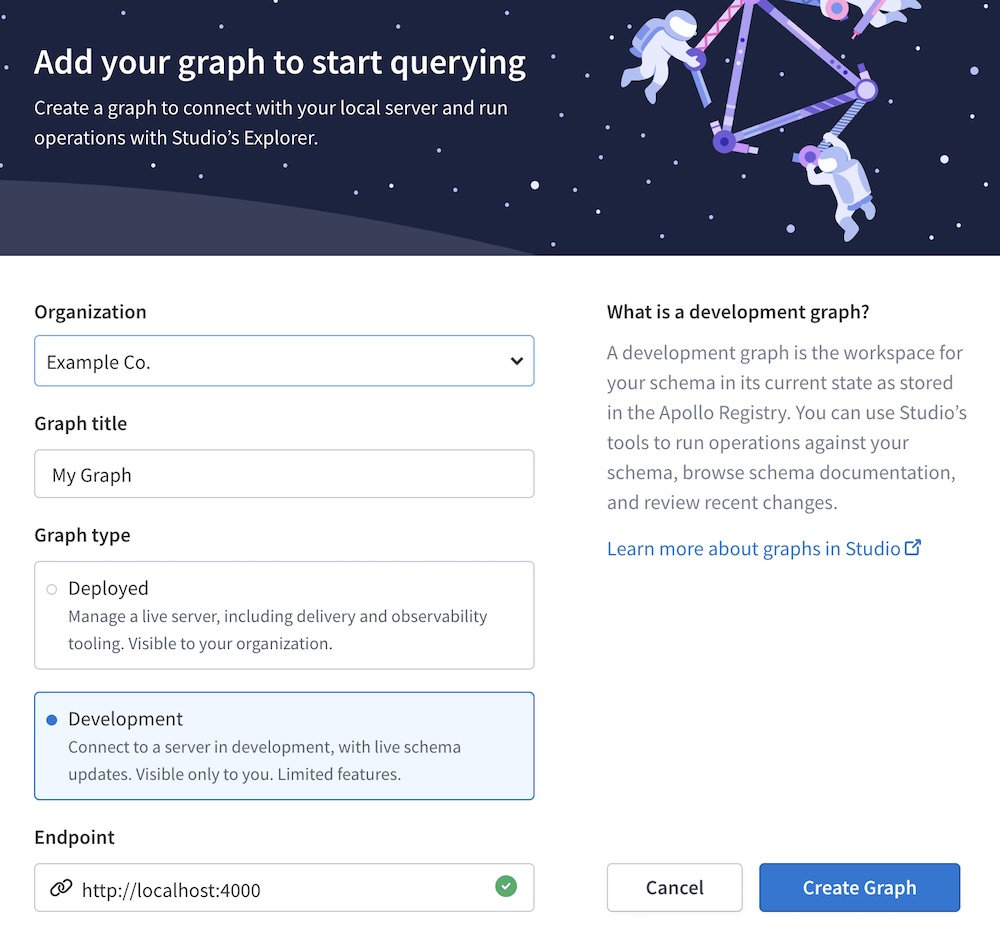 Add your graph to start querying
Create a graph to connect with your local server and run
operations with Studio’s Explorer.
Organization
Example Co.
Graph title
My Graph
Graph type
Deployed
Manage a live server, including delivery and observability
tooling. Visible to your organization.
Development
Connect to a server in development, with live schema
updates. Visible only to you. Limited features.
Endpoint
http://localhost:4000
What is a development graph?
A development graph is the workspace for
your schema in its current state as stored
in the Apollo Registry. You can use Studio’s
tools to run operations against your
schema, browse schema documentation,
and review recent changes.
Learn more about graphs in Studio
Cancel
Create Graph